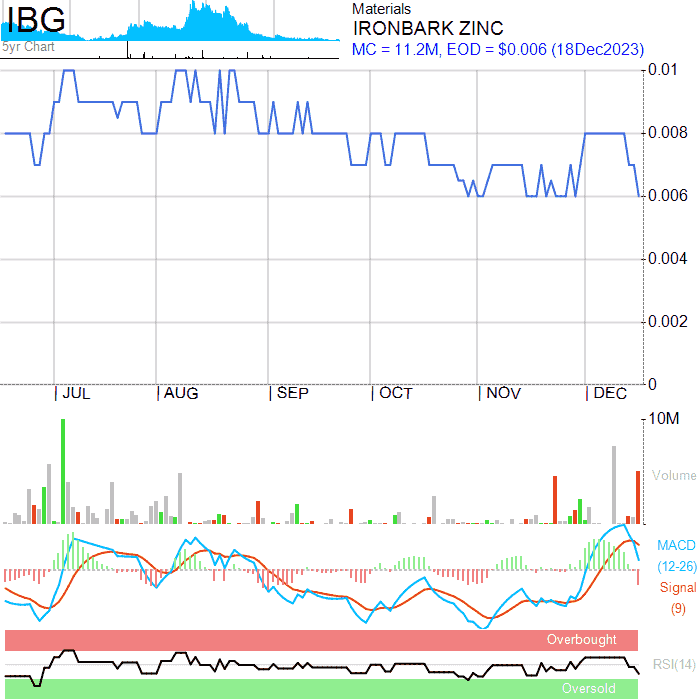 IBG
5yr Chart
Materials
IRONBARK ZINC
MC = 11.2M, EOD = $0.006 (18Dec2023)
0.01
0.008
0.006
0.004
0.002
0
JUL AUG SEP OCT NOV DEC
10M
Volume
MACD
(12-26)
Signal
(9)
Overbought
RSI(14)
Oversold